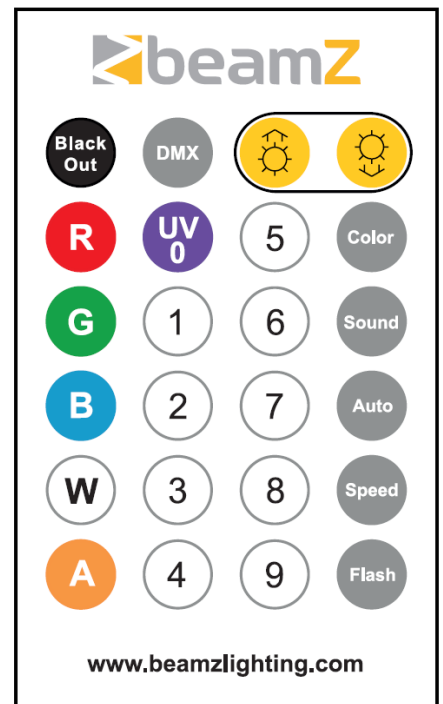 beamZ
Black Out DMX
R UV 0 5 Color
G 1 6 Sound
B 2 7 Auto
W 3 8 Speed
A 4 9 Flash
www.beamzlighting.com